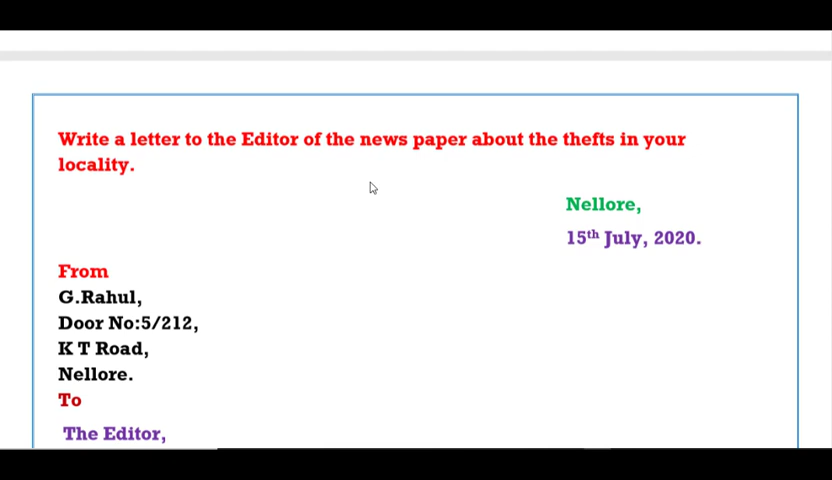 Write a letter to the Editor of the news paper about the thefts in your
locality.
Nellore,
15th July, 2020.
From
G.Rahul,
Door No:5/212,
K T Road,
Nellore.
To
The Editor,